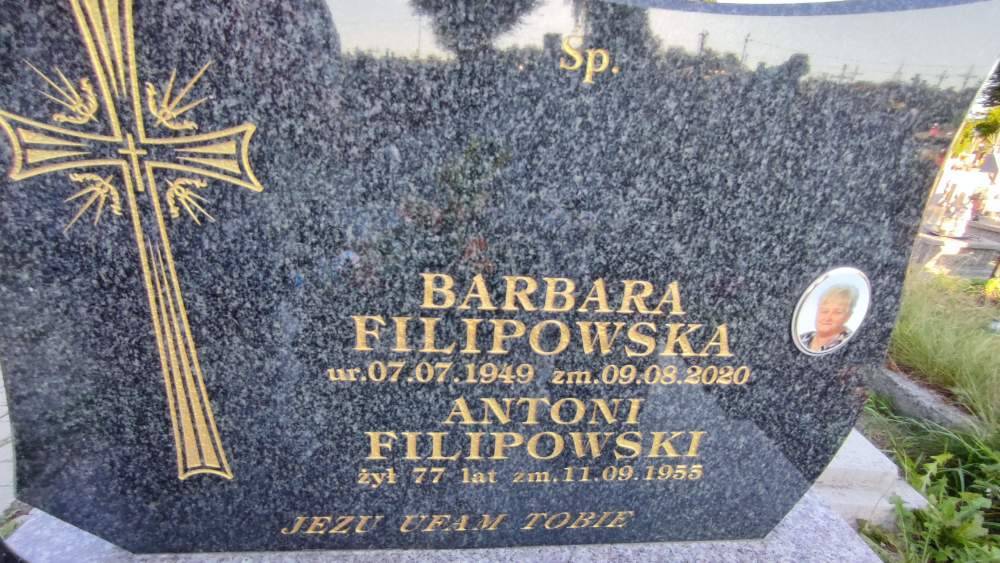 Sp.
BARBARA
FILIPOWSKA
ur.07.07.1949 zm.09.08.2020
ANTONI
FILIPOWSKI
żył 77 lat zm.11.09.1955
JEZU UFAM TOBIE